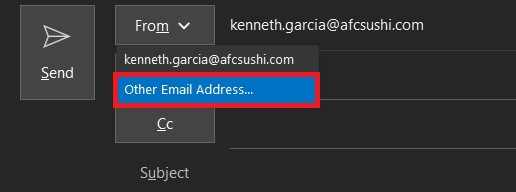 From kenneth.garcia@afcsushi.com
kenneth.garcia@afcsushi.com
Send
Other Email Address...
Cc
Subject